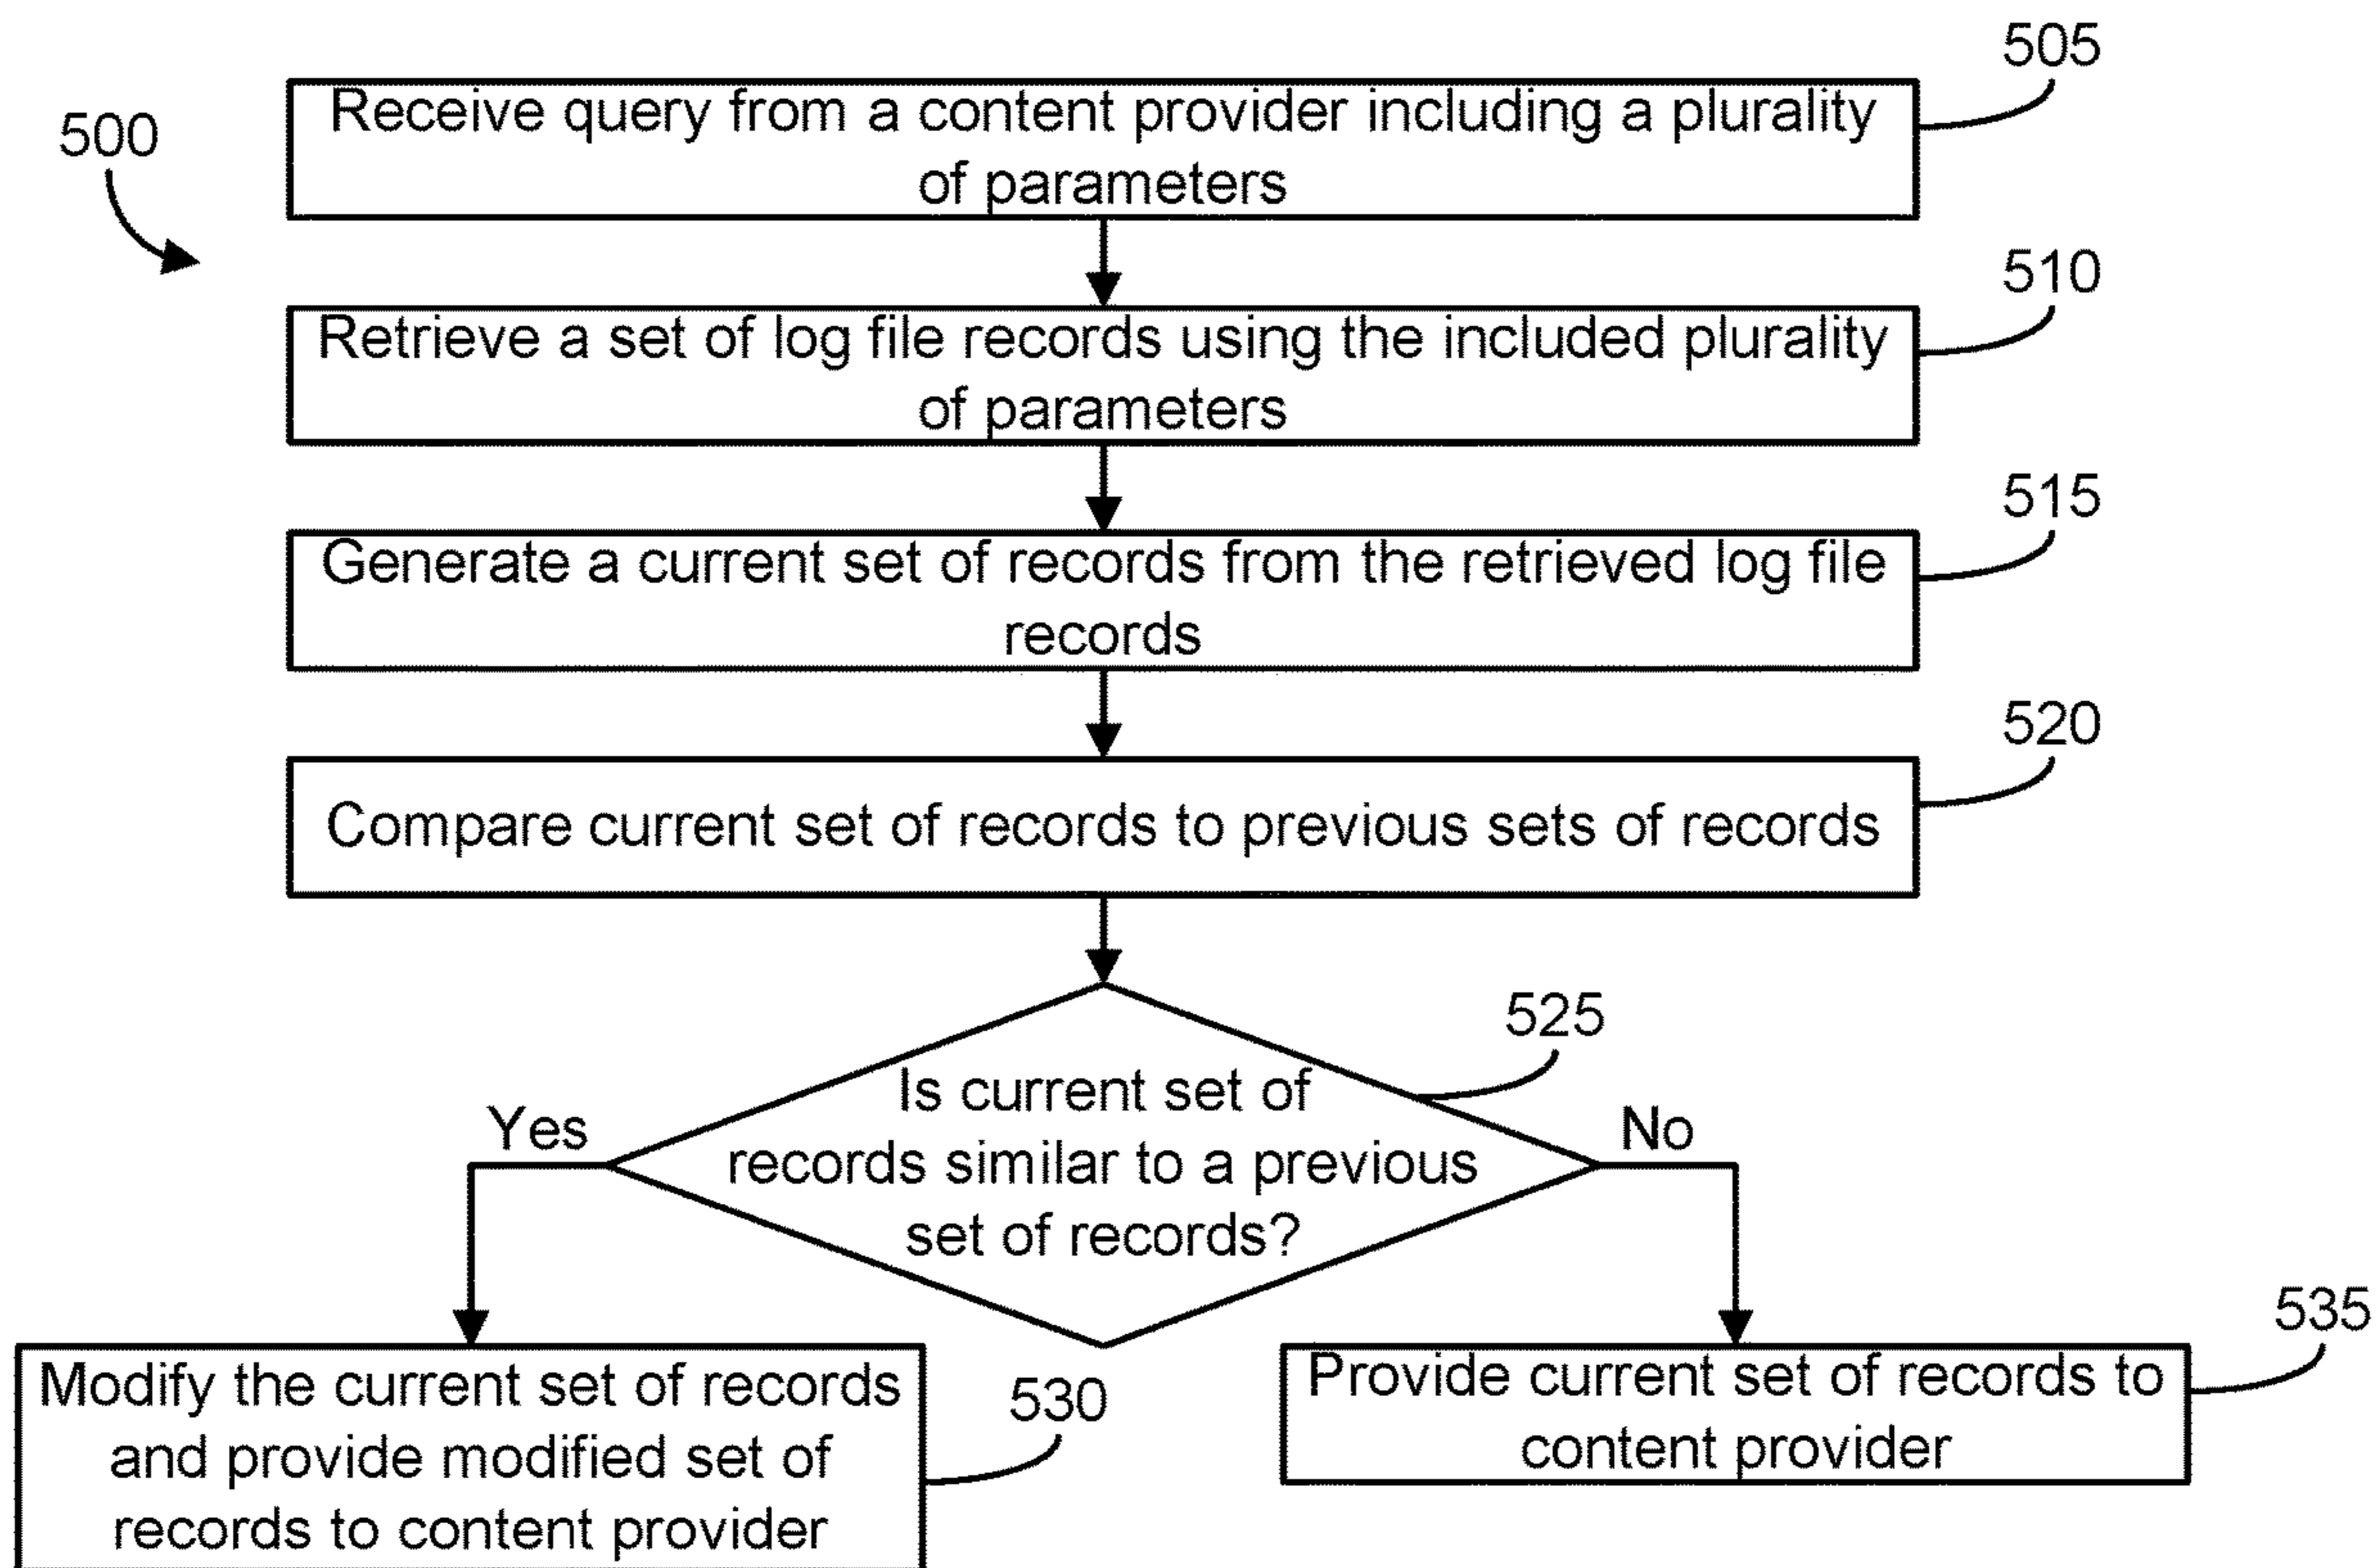 505
Receive query from a content provider including a plurality
of parameters
500
510
Retrieve a set of log file records using the included plurality
of parameters
515
Generate a current set of records from the retrieved log file
records
520
Compare current set of records to previous sets of records
525
Is current set of
records similar to a previous
set of records?
Yes
No
535
Modify the current set of records
and provide modified set of
records to content provider
530
Provide current set of records to
content provider